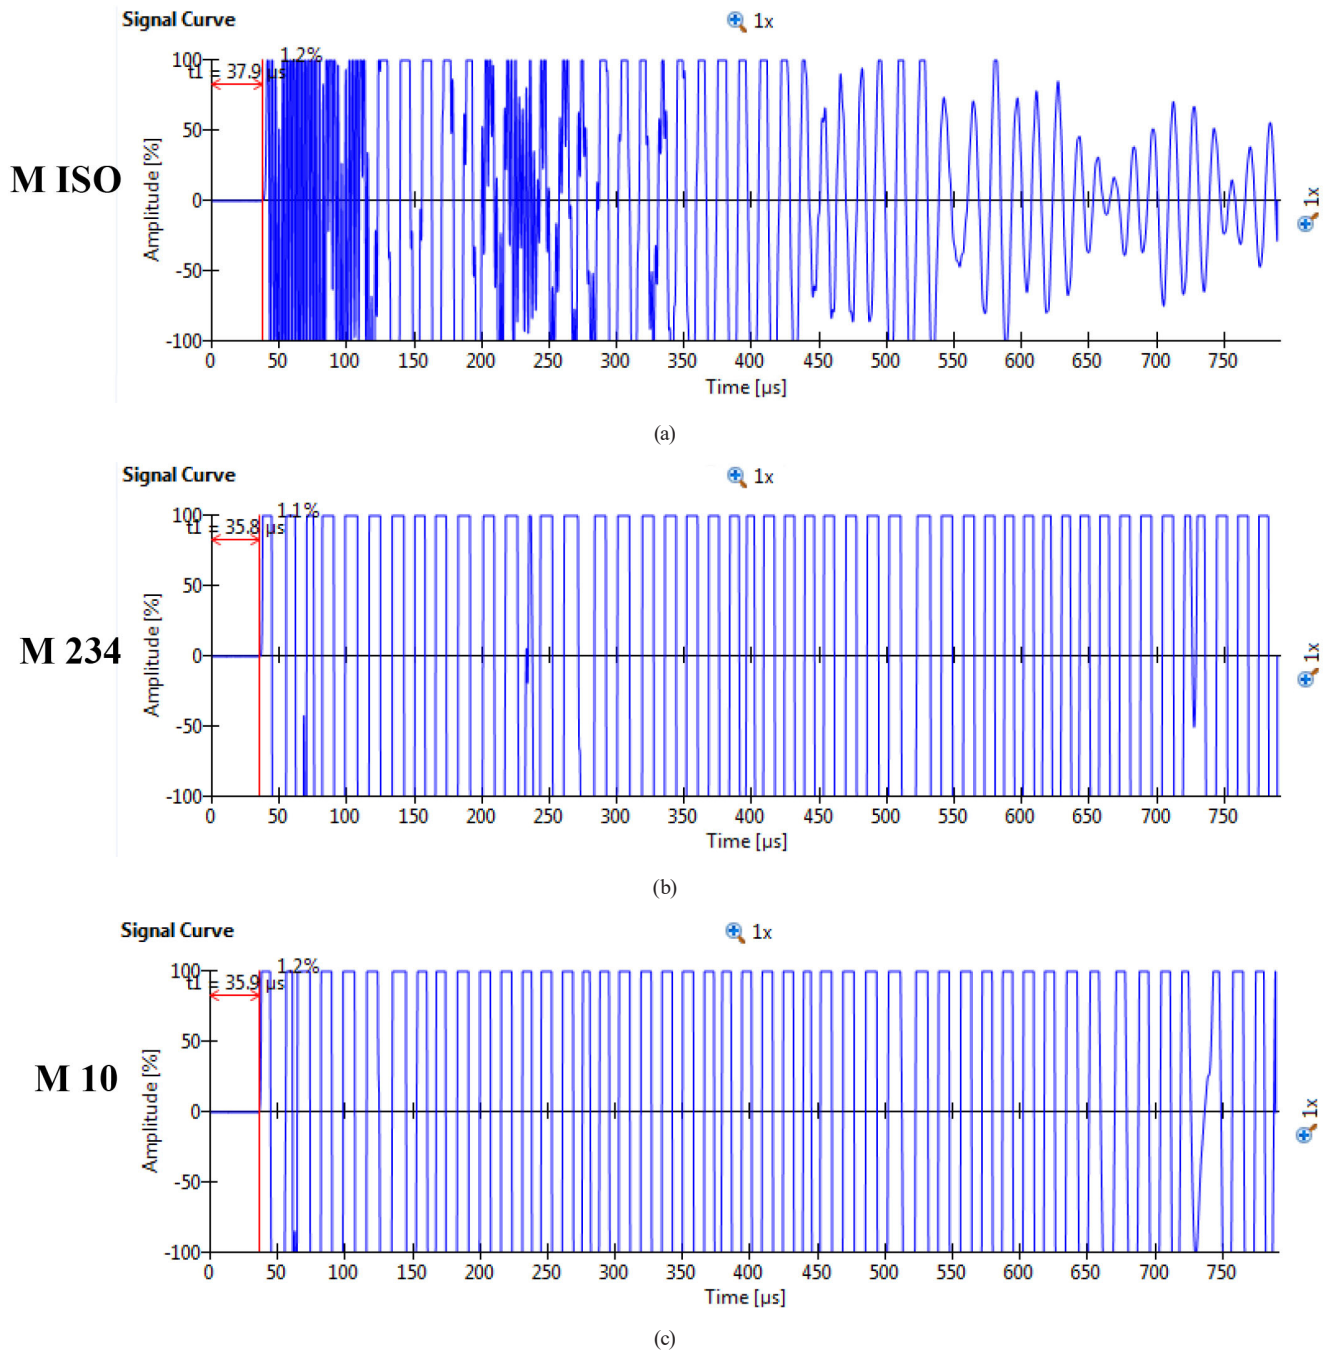 Signal Curve 1x
1.2%
100
t1 = 37.9 µs
50
M ISO
Amplitude [%]
0
1x
-50
-100
0 50 100 150 200 250 300 350 400 450 500 550 600 650 700 750
Time [µs]
(a)
Signal Curve 1x
1.1%
100
t1 = 35.8 µs
50
M 234
Amplitude [%]
0
1x
-50
-100
0 50 100 150 200 250 300 350 400 450 500 550 600 650 700 750
Time [µs]
(b)
Signal Curve 1x
1.2%
100
t1 = 35.9 µs
50
M 10
Amplitude [%]
0
1x
-50
-100
0 50 100 150 200 250 300 350 400 450 500 550 600 650 700 750
Time [µs]
(c)